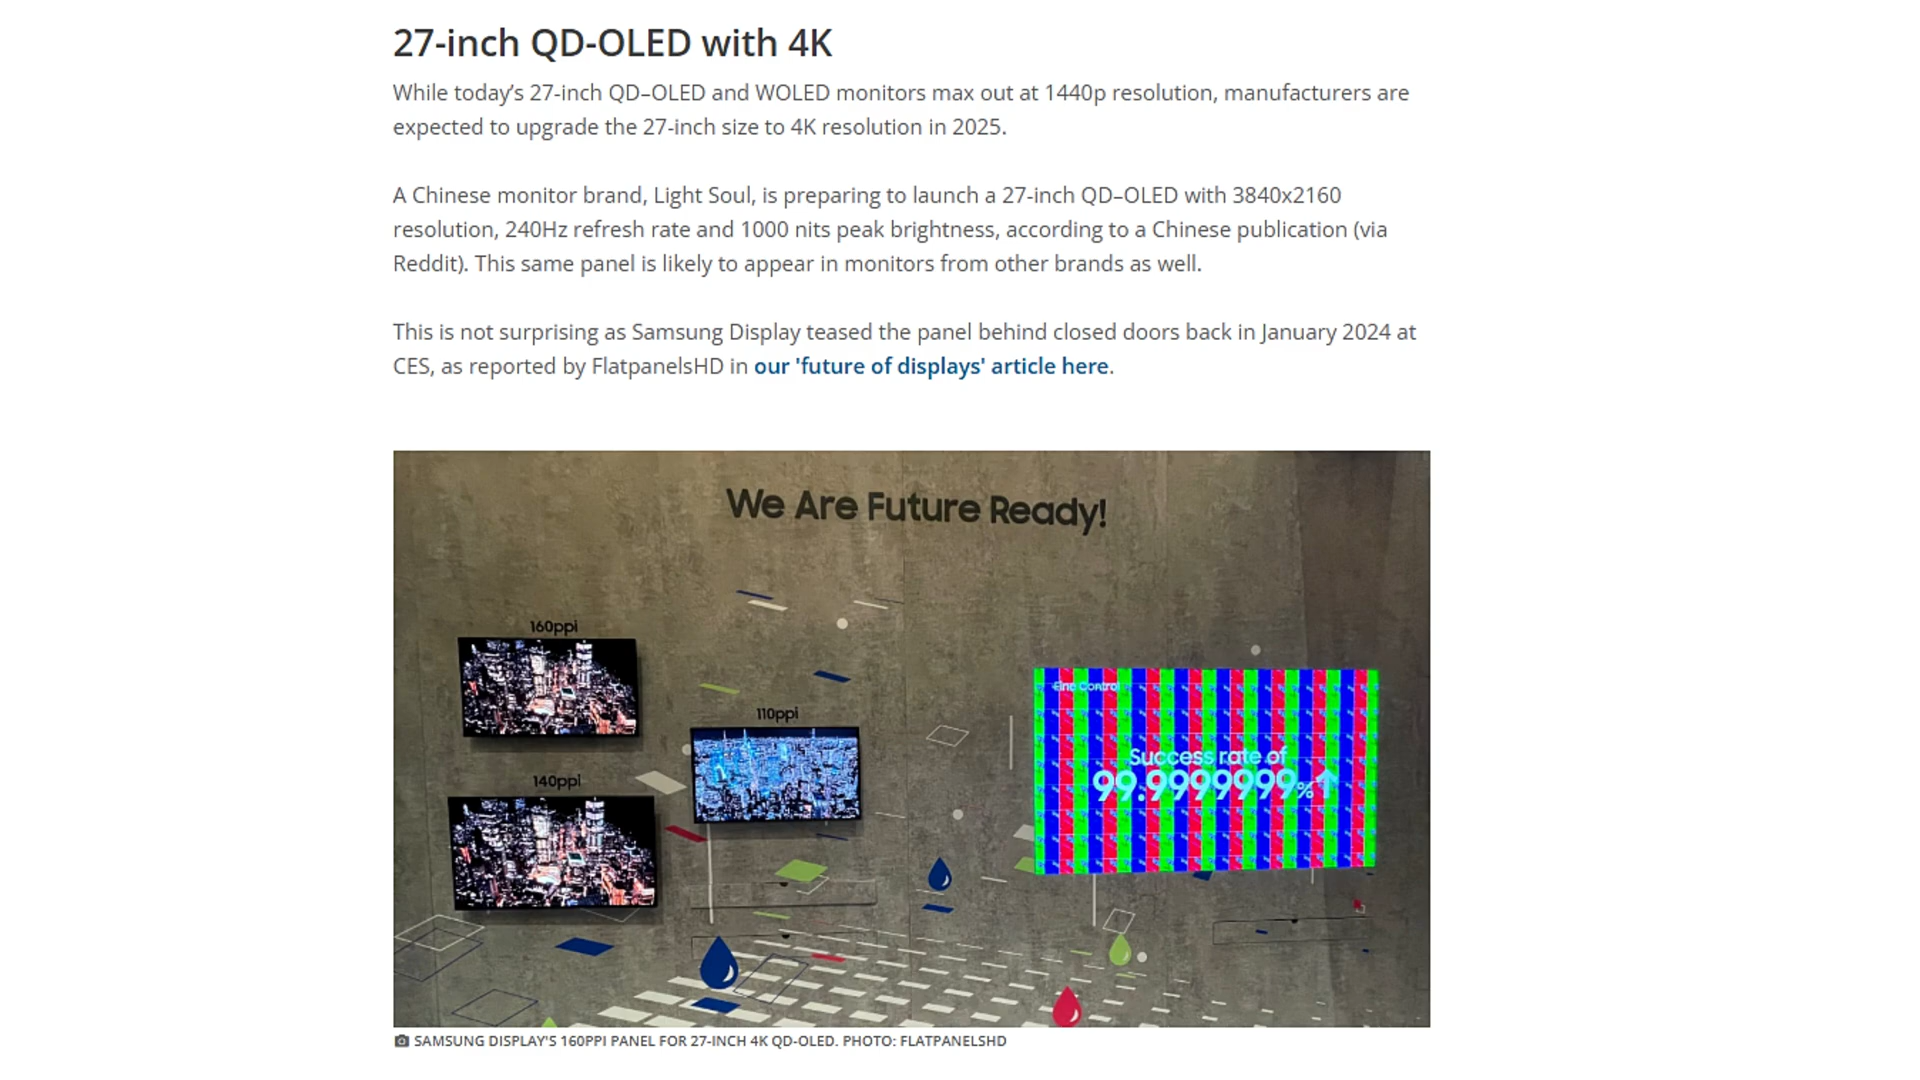 27-inch QD-OLED with 4K
While today’s 27-inch QD–OLED and WOLED monitors max out at 1440p resolution, manufacturers are
expected to upgrade the 27-inch size to 4K resolution in 2025.
A Chinese monitor brand, Light Soul, is preparing to launch a 27-inch QD–OLED with 3840x2160
resolution, 240Hz refresh rate and 1000 nits peak brightness, according to a Chinese publication (via
Reddit). This same panel is likely to appear in monitors from other brands as well.
This is not surprising as Samsung Display teased the panel behind closed doors back in January 2024 at
CES, as reported by FlatpanelsHD in our 'future of displays' article here.
We Are Future Ready!
160ppi
110ppi
140ppi
Fine Control
Success rate of
99.9999999%↑
SAMSUNG DISPLAY'S 160PPI PANEL FOR 27-INCH 4K QD-OLED. PHOTO: FLATPANELSHD